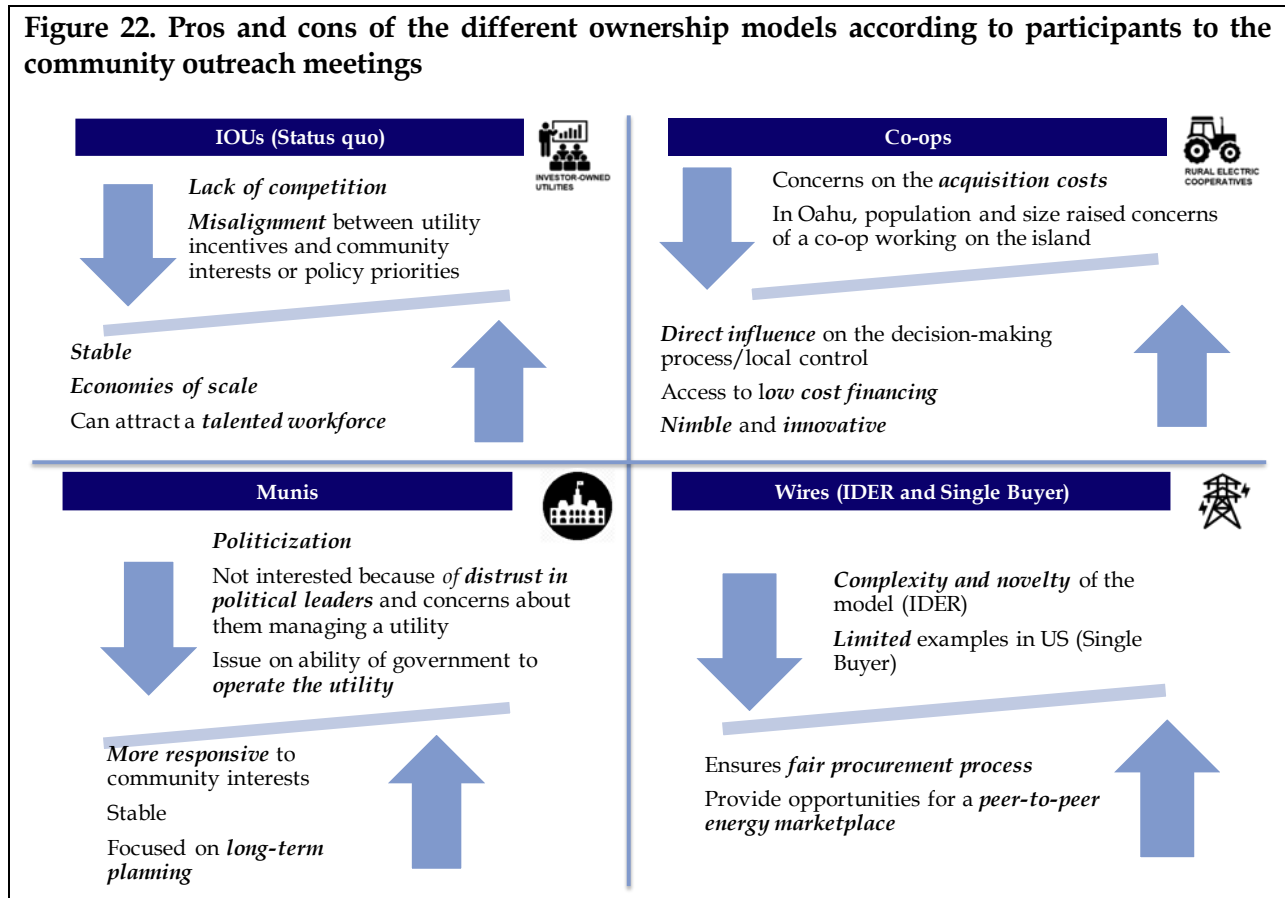 Figure 22. Pros and cons of the different ownership models according to participants to the
community outreach meetings
IOUs (Status quo)
INVESTOR-OWNED
UTILITIES
Lack of competition
Misalignment between utility
incentives and community
interests or policy priorities
Stable
Economies of scale
Can attract a talented workforce
Co-ops
RURAL ELECTRIC
COOPERATIVES
Concerns on the acquisition costs
In Oahu, population and size raised concerns
of a co-op working on the island
Direct influence on the decision-making
process/local control
Access to low cost financing
Nimble and innovative
Munis
Politicization
Not interested because of distrust in
political leaders and concerns about
them managing a utility
Issue on ability of government to
operate the utility
More responsive to
community interests
Stable
Focused on long-term
planning
Wires (IDER and Single Buyer)
Complexity and novelty of the
model (IDER)
Limited examples in US (Single
Buyer)
Ensures fair procurement process
Provide opportunities for a peer-to-peer
energy marketplace